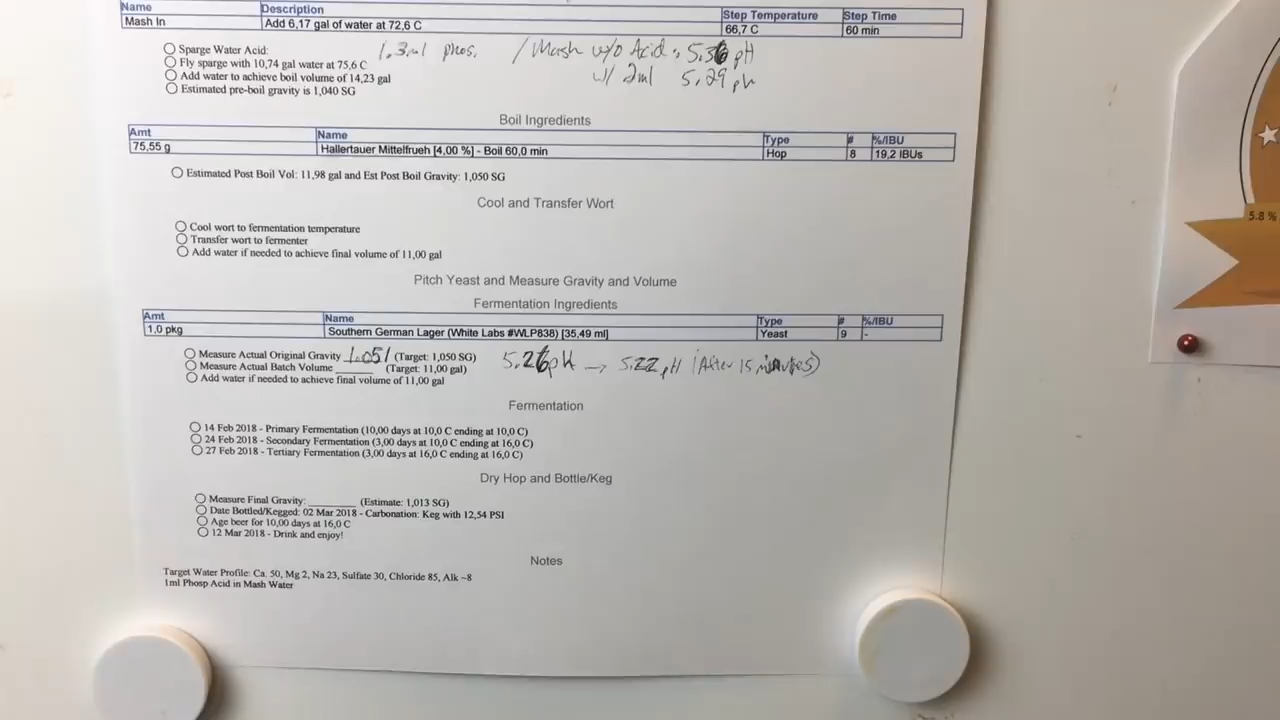 Name Description Step Temperature Step Time
Mash In Add 6,17 gal of water at 72,6 C 66,7 C 60 min
Sparge Water Acid: 1.3ml phos. / Mash w/o Acid: 5.36 pH
Fly sparge with 10,74 gal water at 75,6 C w/ 2ml 5.29 ph
Add water to achieve boil volume of 14,23 gal
Estimated pre-boil gravity is 1,040 SG
Boil Ingredients
Amt Name Type # %/IBU
75,55 g Hallertauer Mittelfrueh [4,00 %] - Boil 60,0 min Hop 8 19,2 IBUs
Estimated Post Boil Vol: 11,98 gal and Est Post Boil Gravity: 1,050 SG
Cool and Transfer Wort
Cool wort to fermentation temperature
Transfer wort to fermenter
Add water if needed to achieve final volume of 11,00 gal
Pitch Yeast and Measure Gravity and Volume
Fermentation Ingredients
Amt Name Type # %/IBU
1,0 pkg Southern German Lager (White Labs #WLP838) [35,49 ml] Yeast 9 -
Measure Actual Original Gravity 1.051 (Target: 1,050 SG) 5.26 pH → 5.22 pH (After 15 minutes)
Measure Actual Batch Volume ______ (Target: 11,00 gal)
Add water if needed to achieve final volume of 11,00 gal
Fermentation
14 Feb 2018 - Primary Fermentation (10,00 days at 10,0 C ending at 10,0 C)
24 Feb 2018 - Secondary Fermentation (3,00 days at 10,0 C ending at 16,0 C)
27 Feb 2018 - Tertiary Fermentation (3,00 days at 16,0 C ending at 16,0 C)
Dry Hop and Bottle/Keg
Measure Final Gravity: ________ (Estimate: 1,013 SG)
Date Bottled/Kegged: 02 Mar 2018 - Carbonation: Keg with 12,54 PSI
Age beer for 10,00 days at 16,0 C
12 Mar 2018 - Drink and enjoy!
Notes
Target Water Profile: Ca. 50, Mg 2, Na 23, Sulfate 30, Chloride 85, Alk ~8
1ml Phosp Acid in Mash Water
5.8 %